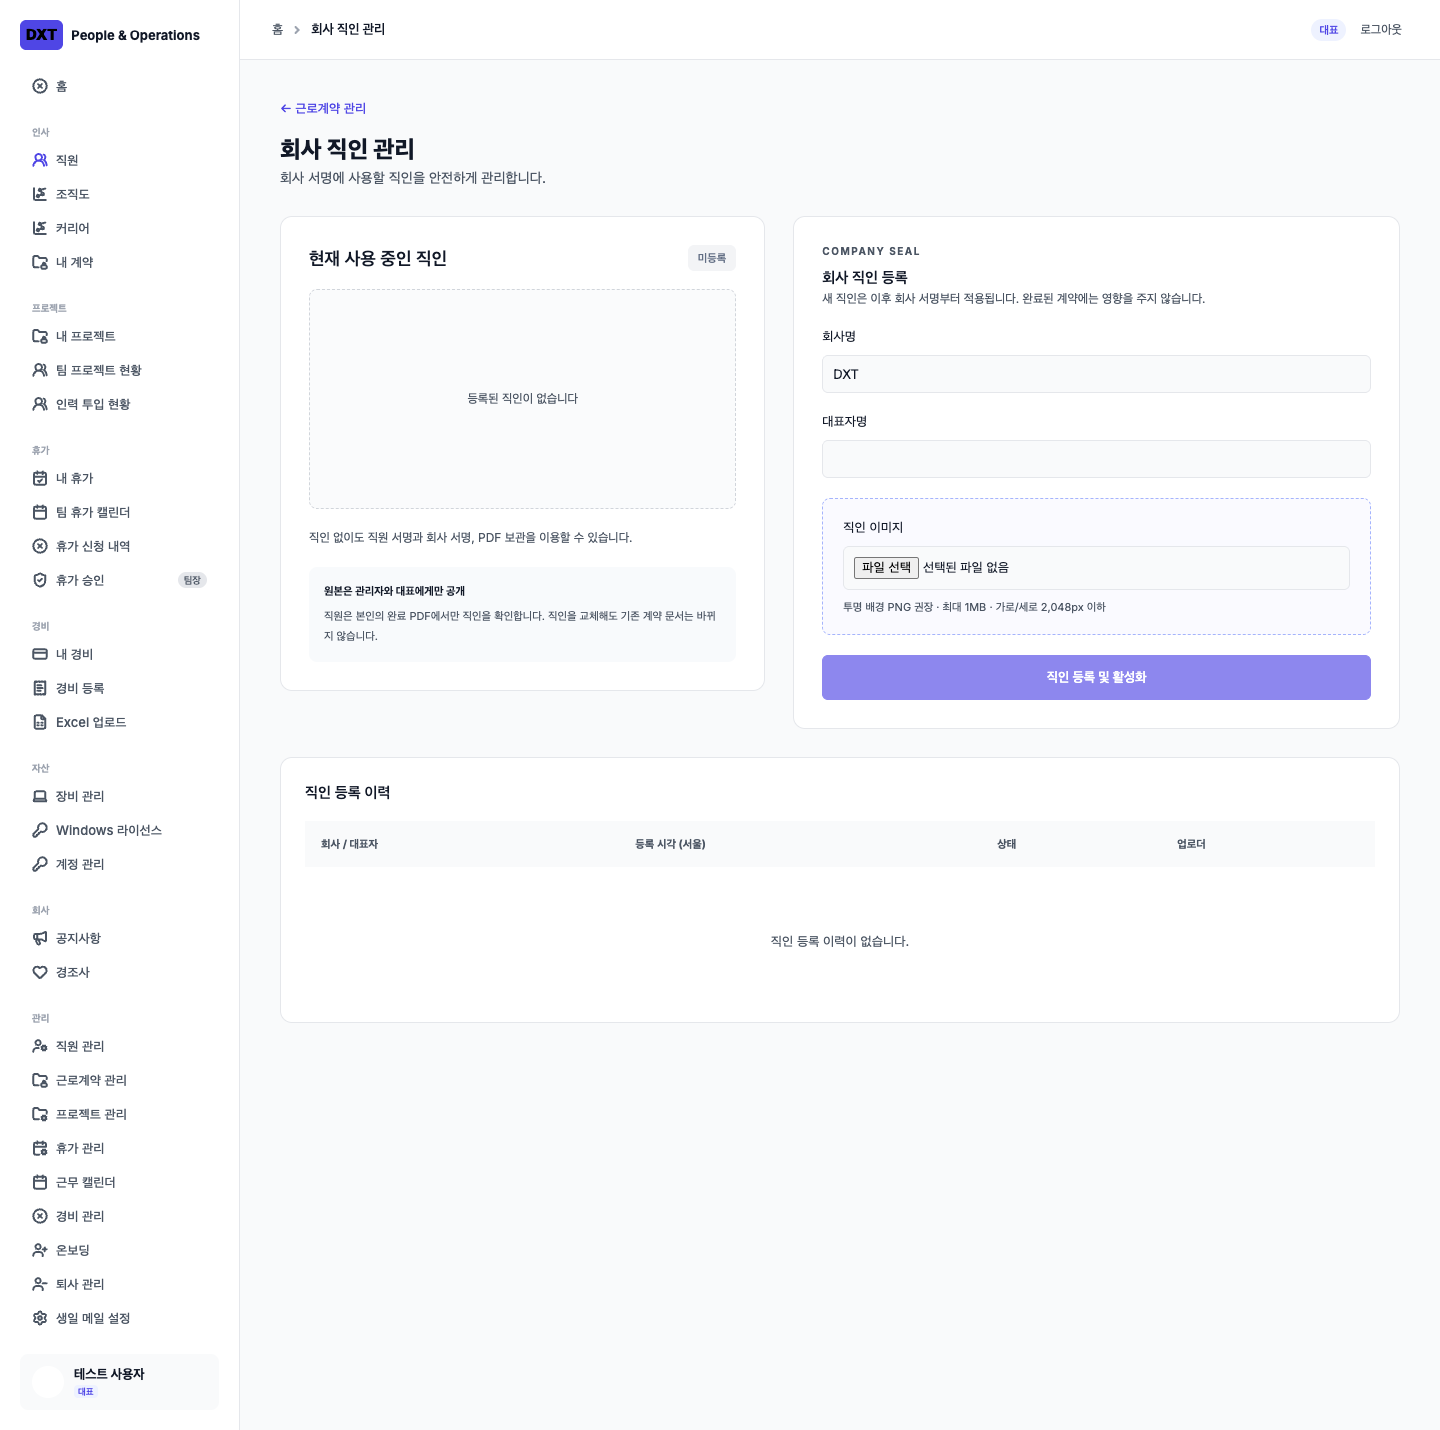 DXT People & Operations
홈
인사
직원
조직도
커리어
내 계약
프로젝트
내 프로젝트
팀 프로젝트 현황
인력 투입 현황
휴가
내 휴가
팀 휴가 캘린더
휴가 신청 내역
휴가 승인 팀장
경비
내 경비
경비 등록
Excel 업로드
자산
장비 관리
Windows 라이선스
계정 관리
회사
공지사항
경조사
관리
직원 관리
근로계약 관리
프로젝트 관리
휴가 관리
근무 캘린더
경비 관리
온보딩
퇴사 관리
생일 메일 설정
테스트 사용자
대표
홈 > 회사 직인 관리
대표 로그아웃
← 근로계약 관리
회사 직인 관리
회사 서명에 사용할 직인을 안전하게 관리합니다.
현재 사용 중인 직인 미등록
등록된 직인이 없습니다
직인 없이도 직원 서명과 회사 서명, PDF 보관을 이용할 수 있습니다.
원본은 관리자와 대표에게만 공개
직원은 본인의 완료 PDF에서만 직인을 확인합니다. 직인을 교체해도 기존 계약 문서는 바뀌
지 않습니다.
COMPANY SEAL
회사 직인 등록
새 직인은 이후 회사 서명부터 적용됩니다. 완료된 계약에는 영향을 주지 않습니다.
회사명
DXT
대표자명
직인 이미지
파일 선택 선택된 파일 없음
투명 배경 PNG 권장 · 최대 1MB · 가로/세로 2,048px 이하
직인 등록 및 활성화
직인 등록 이력
회사 / 대표자 등록 시각 (서울) 상태 업로더
직인 등록 이력이 없습니다.